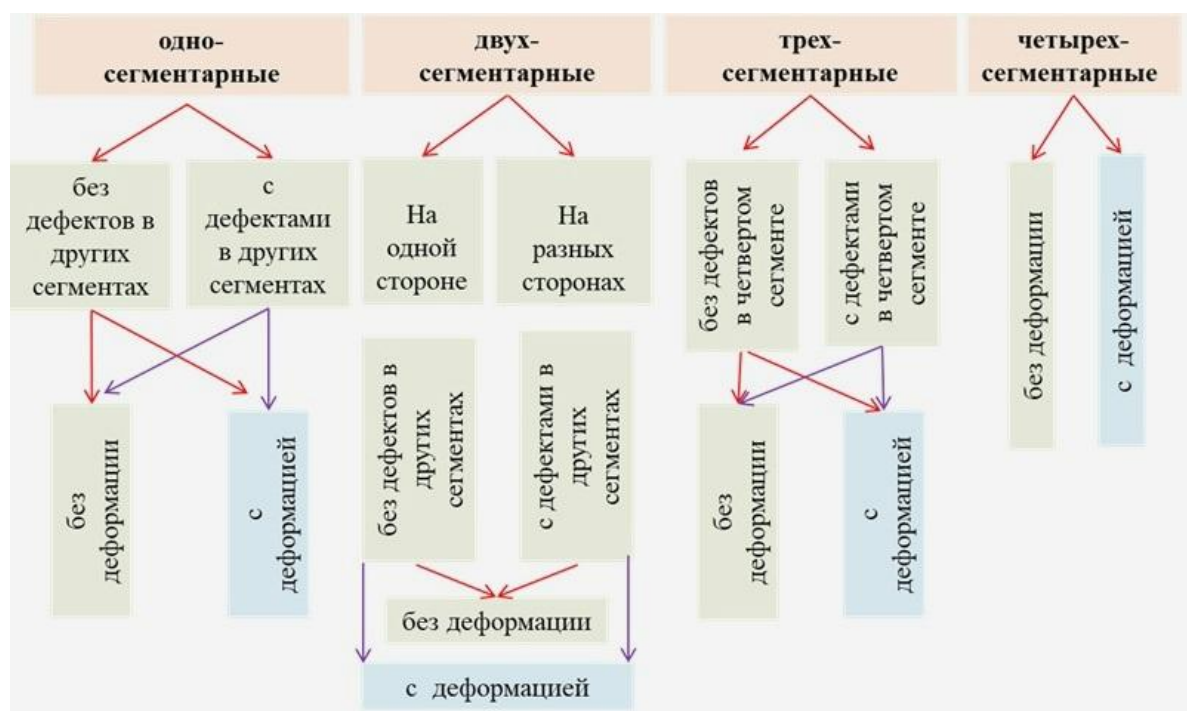 одно-
сегментарные
двух-
сегментарные
трех-
сегментарные
четырех-
сегментарные
без
дефектов в
других
сегментах
с
дефектами
в других
сегментах
На
одной
стороне
На
разных
сторонах
без дефектов
в четвертом
сегменте
с дефектами
в четвертом
сегменте
без деформации
с деформацией
без дефектов в
других
сегментах
с дефектами в
других
сегментах
без
деформации
с
деформацией
без
деформации
с
деформацией
без деформации
с деформацией